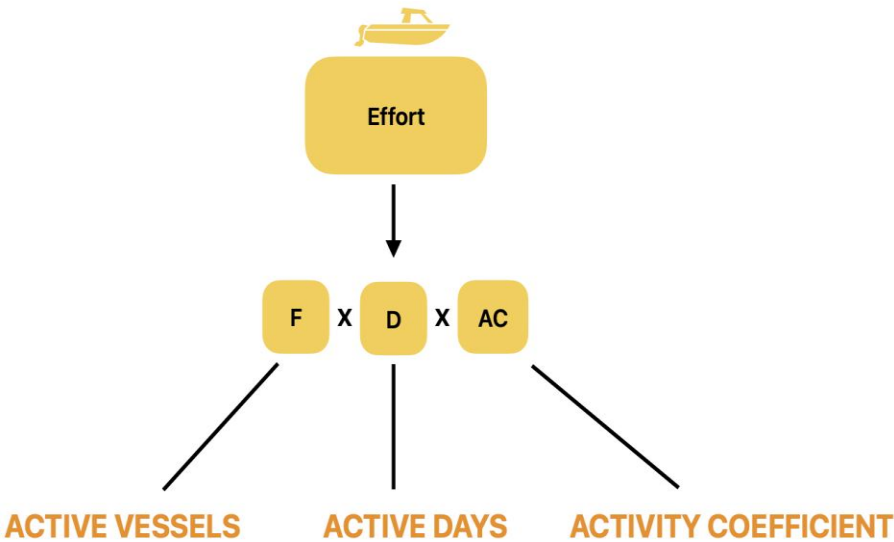 Effort
F X D X AC
ACTIVE VESSELS ACTIVE DAYS ACTIVITY COEFFICIENT